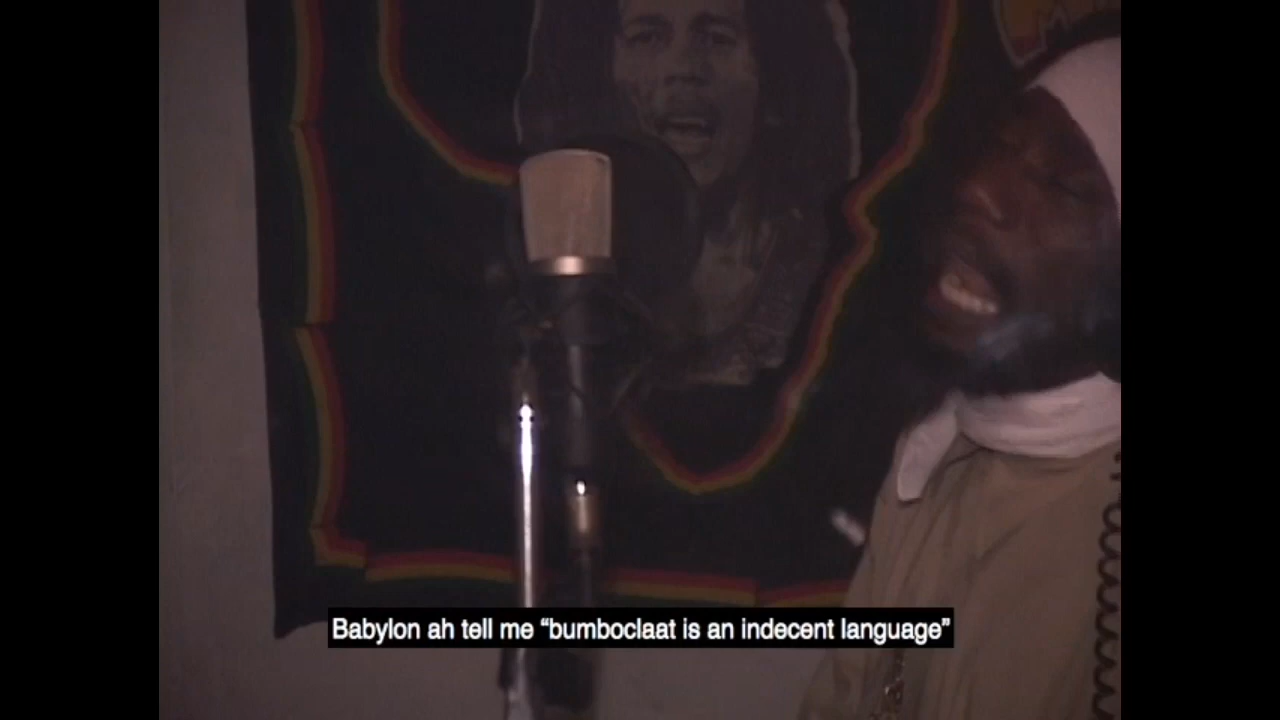 Babylon ah tell me “bumboclaat is an indecent language”